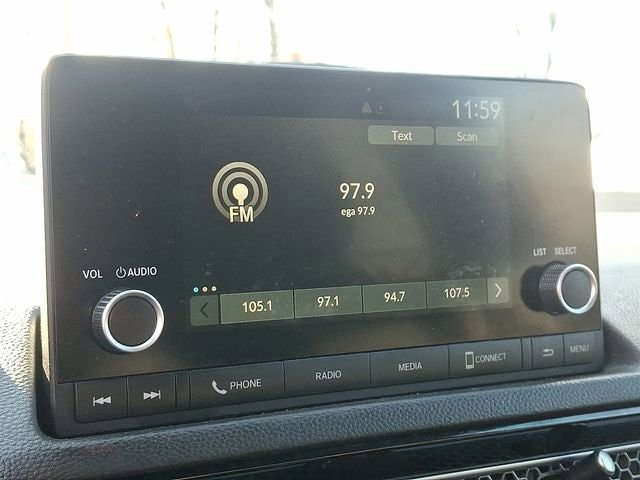 11:59
Text Scan
97.9
ega 97.9
FM
VOL AUDIO
LIST SELECT
105.1 97.1 94.7 107.5
PHONE RADIO MEDIA CONNECT MENU